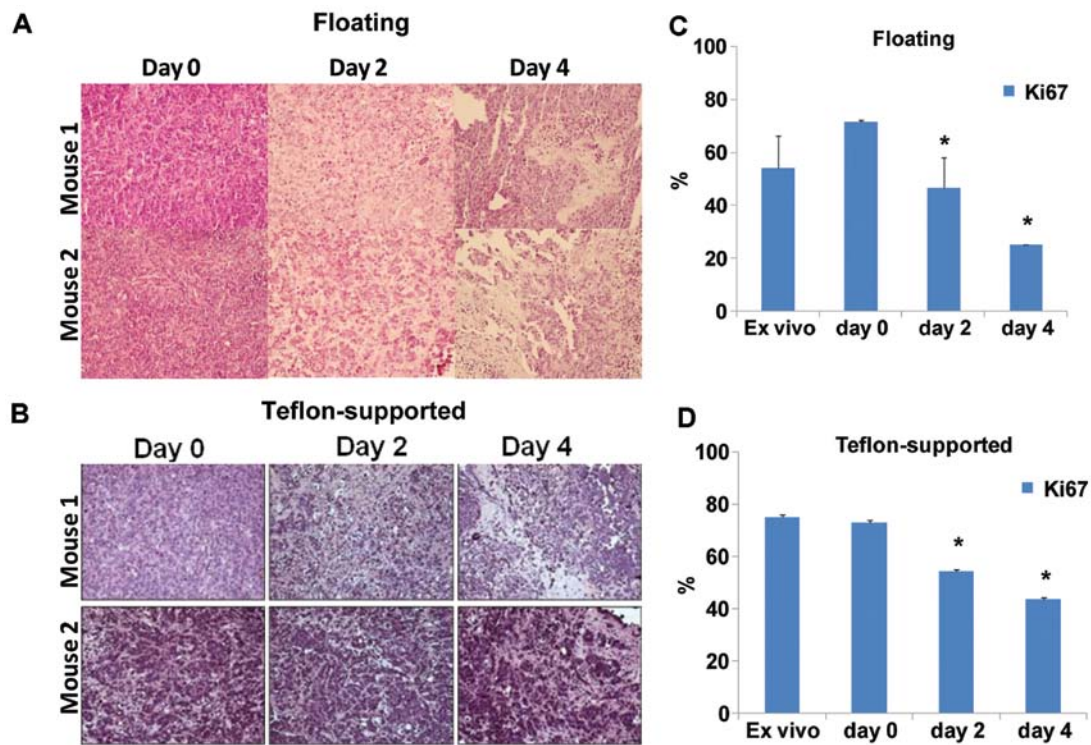 A
Floating
Day 0 Day 2 Day 4
Mouse 1
Mouse 2
B
Teflon-supported
Day 0 Day 2 Day 4
Mouse 1
Mouse 2
C
Floating
Ki67
%
100
80
60
40
20
0
* *
Ex vivo day 0 day 2 day 4
D
Teflon-supported
Ki67
%
100
80
60
40
20
0
* *
Ex vivo day 0 day 2 day 4